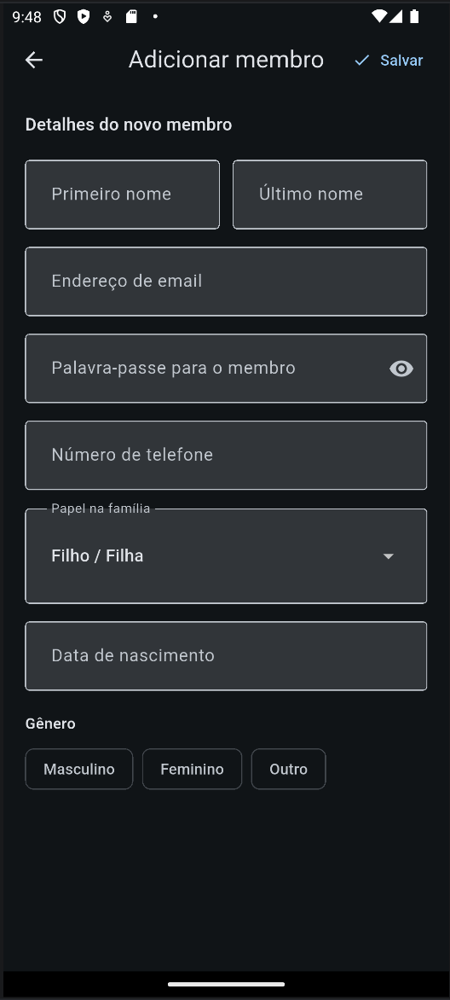 9:48
Adicionar membro
Salvar
Detalhes do novo membro
Primeiro nome
Último nome
Endereço de email
Palavra-passe para o membro
Número de telefone
Papel na família
Filho / Filha
Data de nascimento
Gênero
Masculino
Feminino
Outro